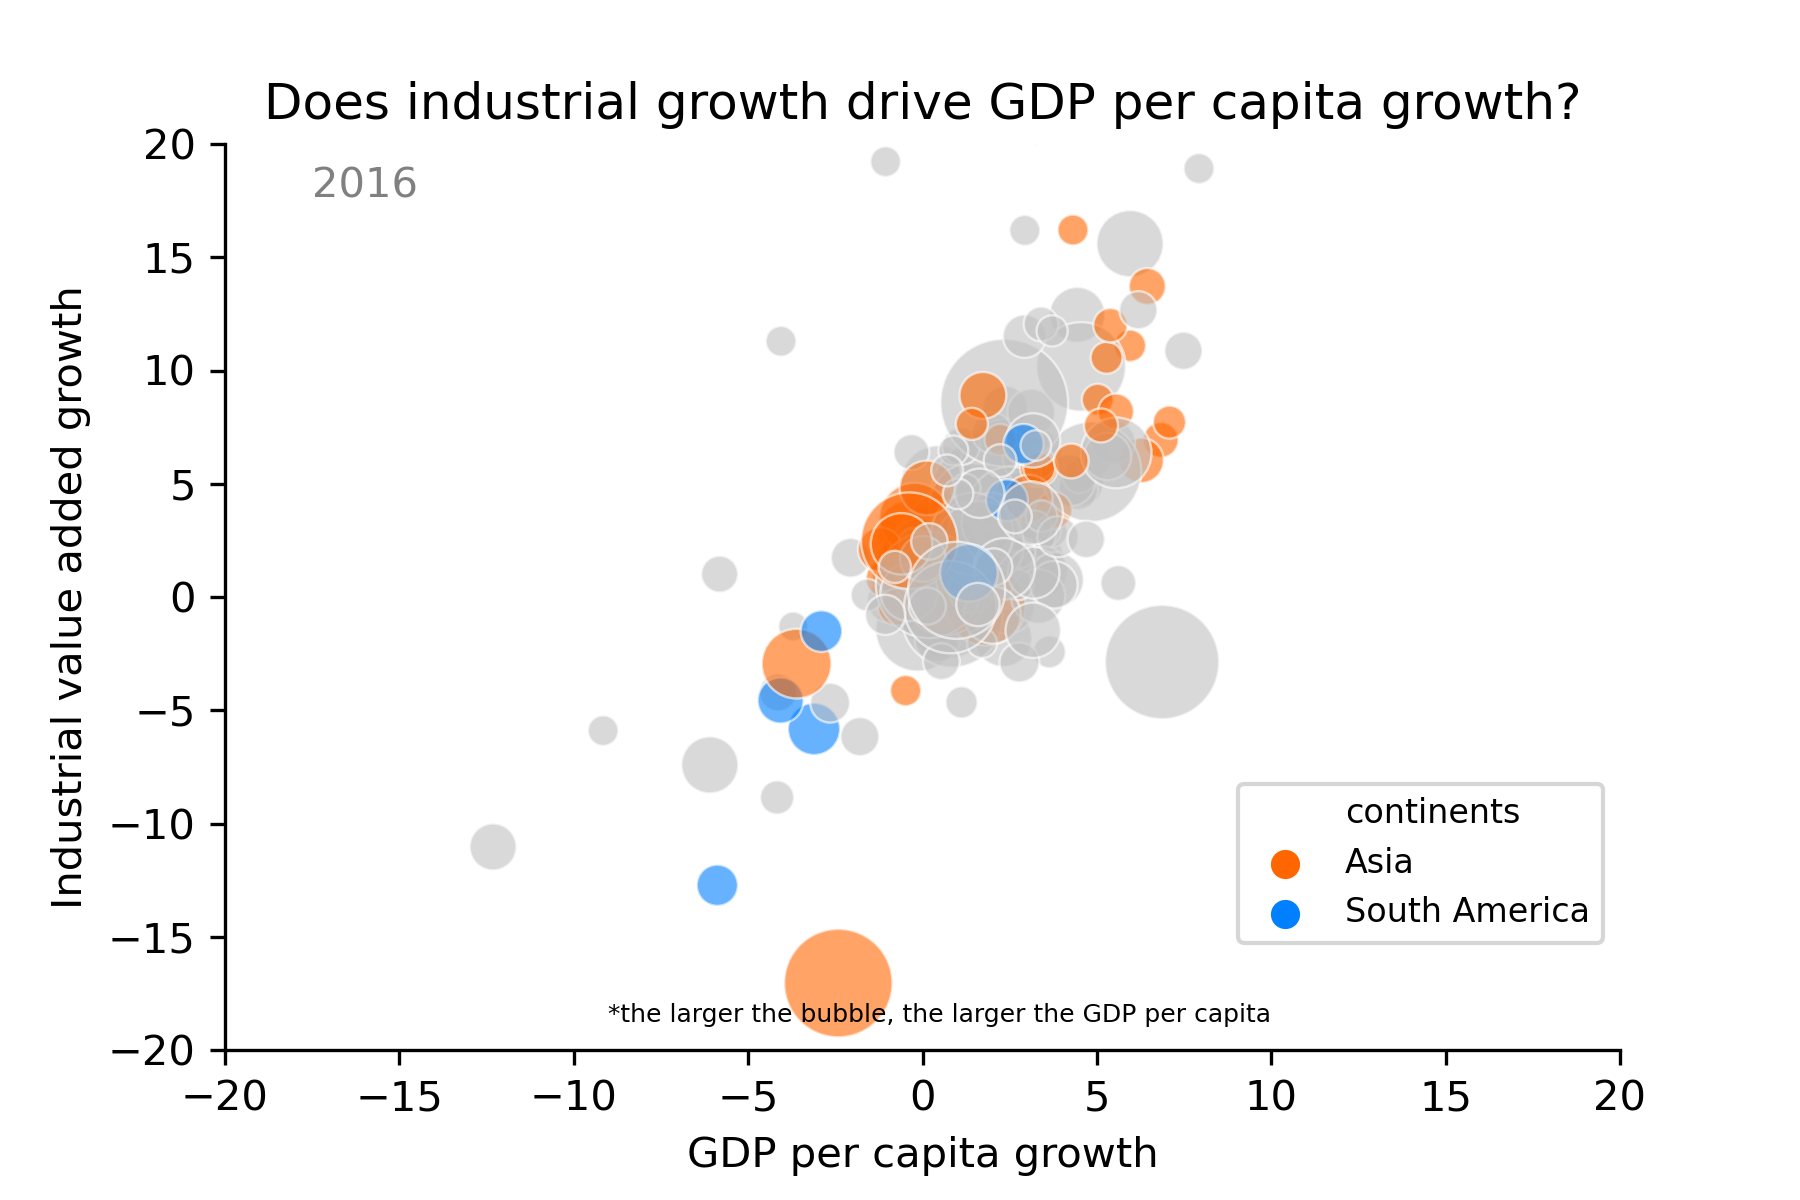 Does industrial growth drive GDP per capita growth?
2016
20
15
10
5
0
−5
−10
−15
−20
Industrial value added growth
continents
Asia
South America
*the larger the bubble, the larger the GDP per capita
−20 −15 −10 −5 0 5 10 15 20
GDP per capita growth